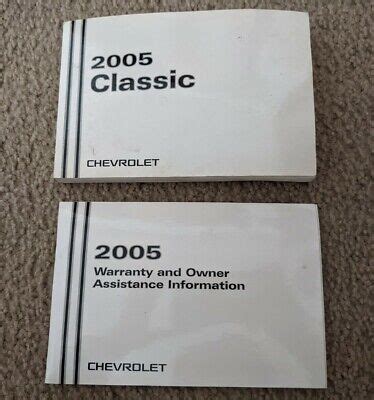 2005
Classic
CHEVROLET
2005
Warranty and Owner
Assistance Information
CHEVROLET